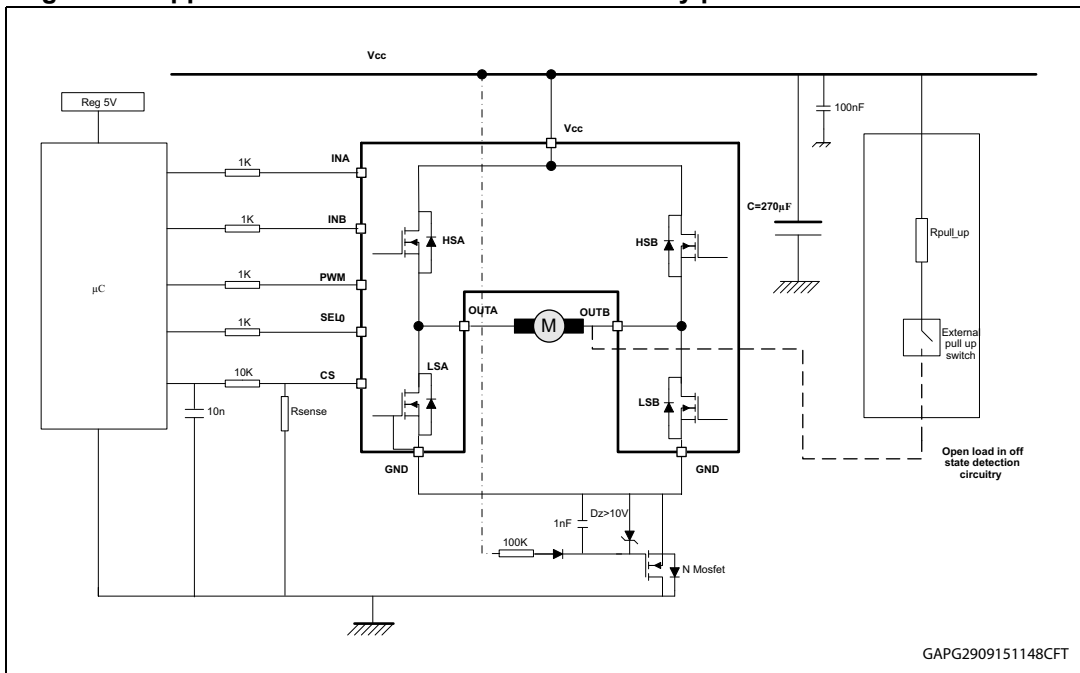 Vcc
Reg 5V
100nF
Vcc
1K
INA
C=270µF
1K
INB
HSA
HSB
Rpull_up
µC
1K
PWM
1K
SEL0
OUTA
M
OUTB
External
pull up
switch
10K
CS
LSA
LSB
10n
Rsense
GND
GND
Open load in off
state detection
circuitry
1nF
Dz>10V
100K
N Mosfet
GAPG2909151148CFT